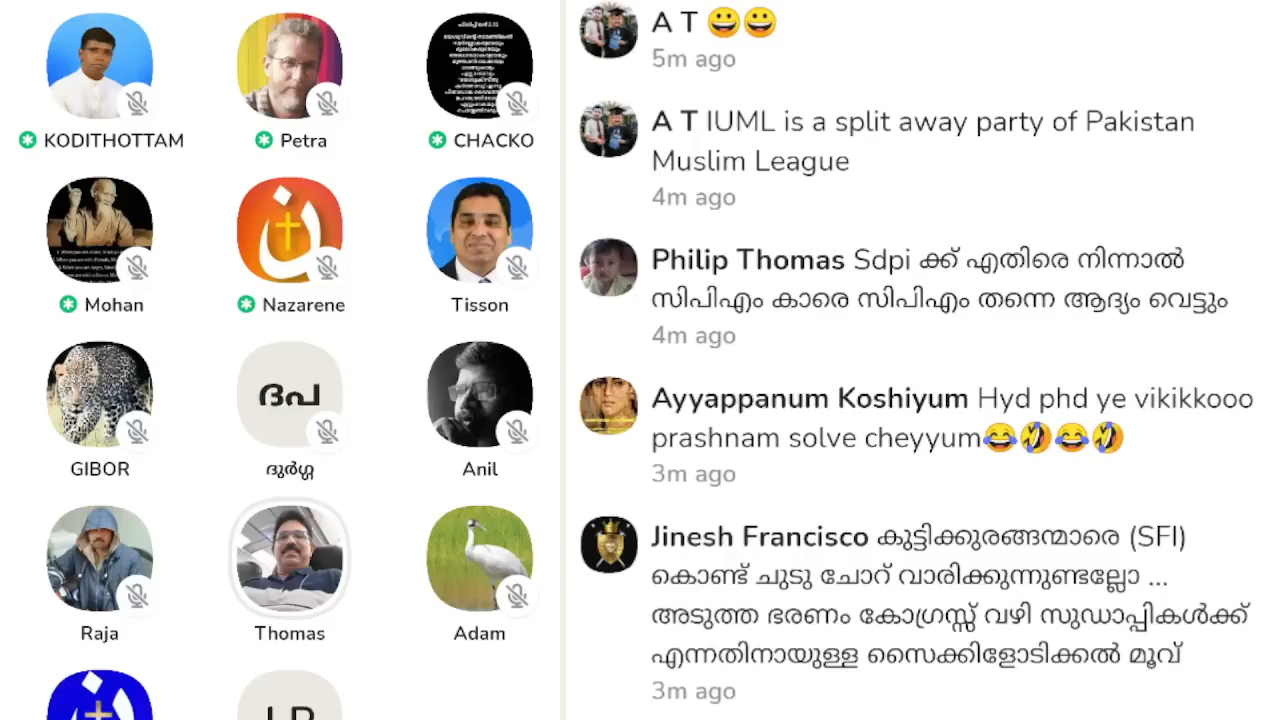 KODITHOTTAM
Petra
CHACKO
Mohan
Nazarene
Tisson
ദപ
GIBOR
ദുർഗ്ഗ
Anil
Raja
Thomas
Adam
A T 😀😀
5m ago
A T IUML is a split away party of Pakistan
Muslim League
4m ago
Philip Thomas Sdpi ക്ക് എതിരെ നിന്നാൽ
സിപിഎം കാരെ സിപിഎം തന്നെ ആദ്യം വെട്ടും
4m ago
Ayyappanum Koshiyum Hyd phd ye vikikkooo
prashnam solve cheyyum😂🤣😂🤣
3m ago
Jinesh Francisco കുട്ടിക്കുരങ്ങന്മാരെ (SFI)
കൊണ്ട് ചുടു ചോറ് വാരിക്കുന്നുണ്ടല്ലോ ...
അടുത്ത ഭരണം കോഗ്രസ്സ് വഴി സുഡാപ്പികൾക്ക്
എന്നതിനായുള്ള സൈക്കിളോടിക്കൽ മൂവ്
3m ago